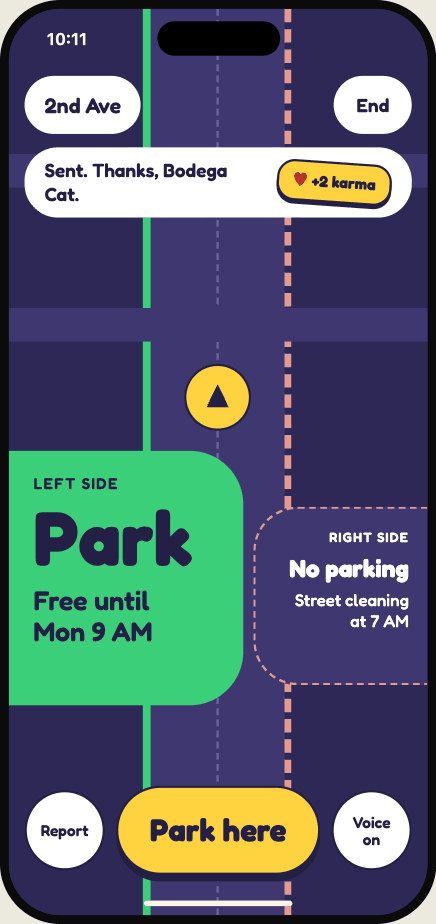 10:11
2nd Ave
End
Sent. Thanks, Bodega
Cat.
+2 karma
LEFT SIDE
Park
Free until
Mon 9 AM
RIGHT SIDE
No parking
Street cleaning
at 7 AM
Report
Park here
Voice
on